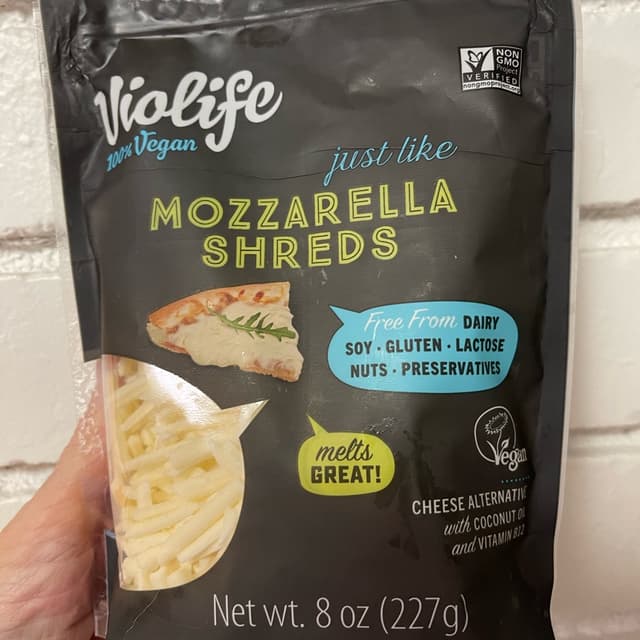 Violife
100% Vegan
NON
GMO
Project
VERIFIED
nongmoproject.org
just like
MOZZARELLA
SHREDS
Free From DAIRY
SOY · GLUTEN · LACTOSE
NUTS · PRESERVATIVES
melts
GREAT!
Vegan
CHEESE ALTERNATIVE
with COCONUT OIL
and VITAMIN B12
Net wt. 8 oz (227g)